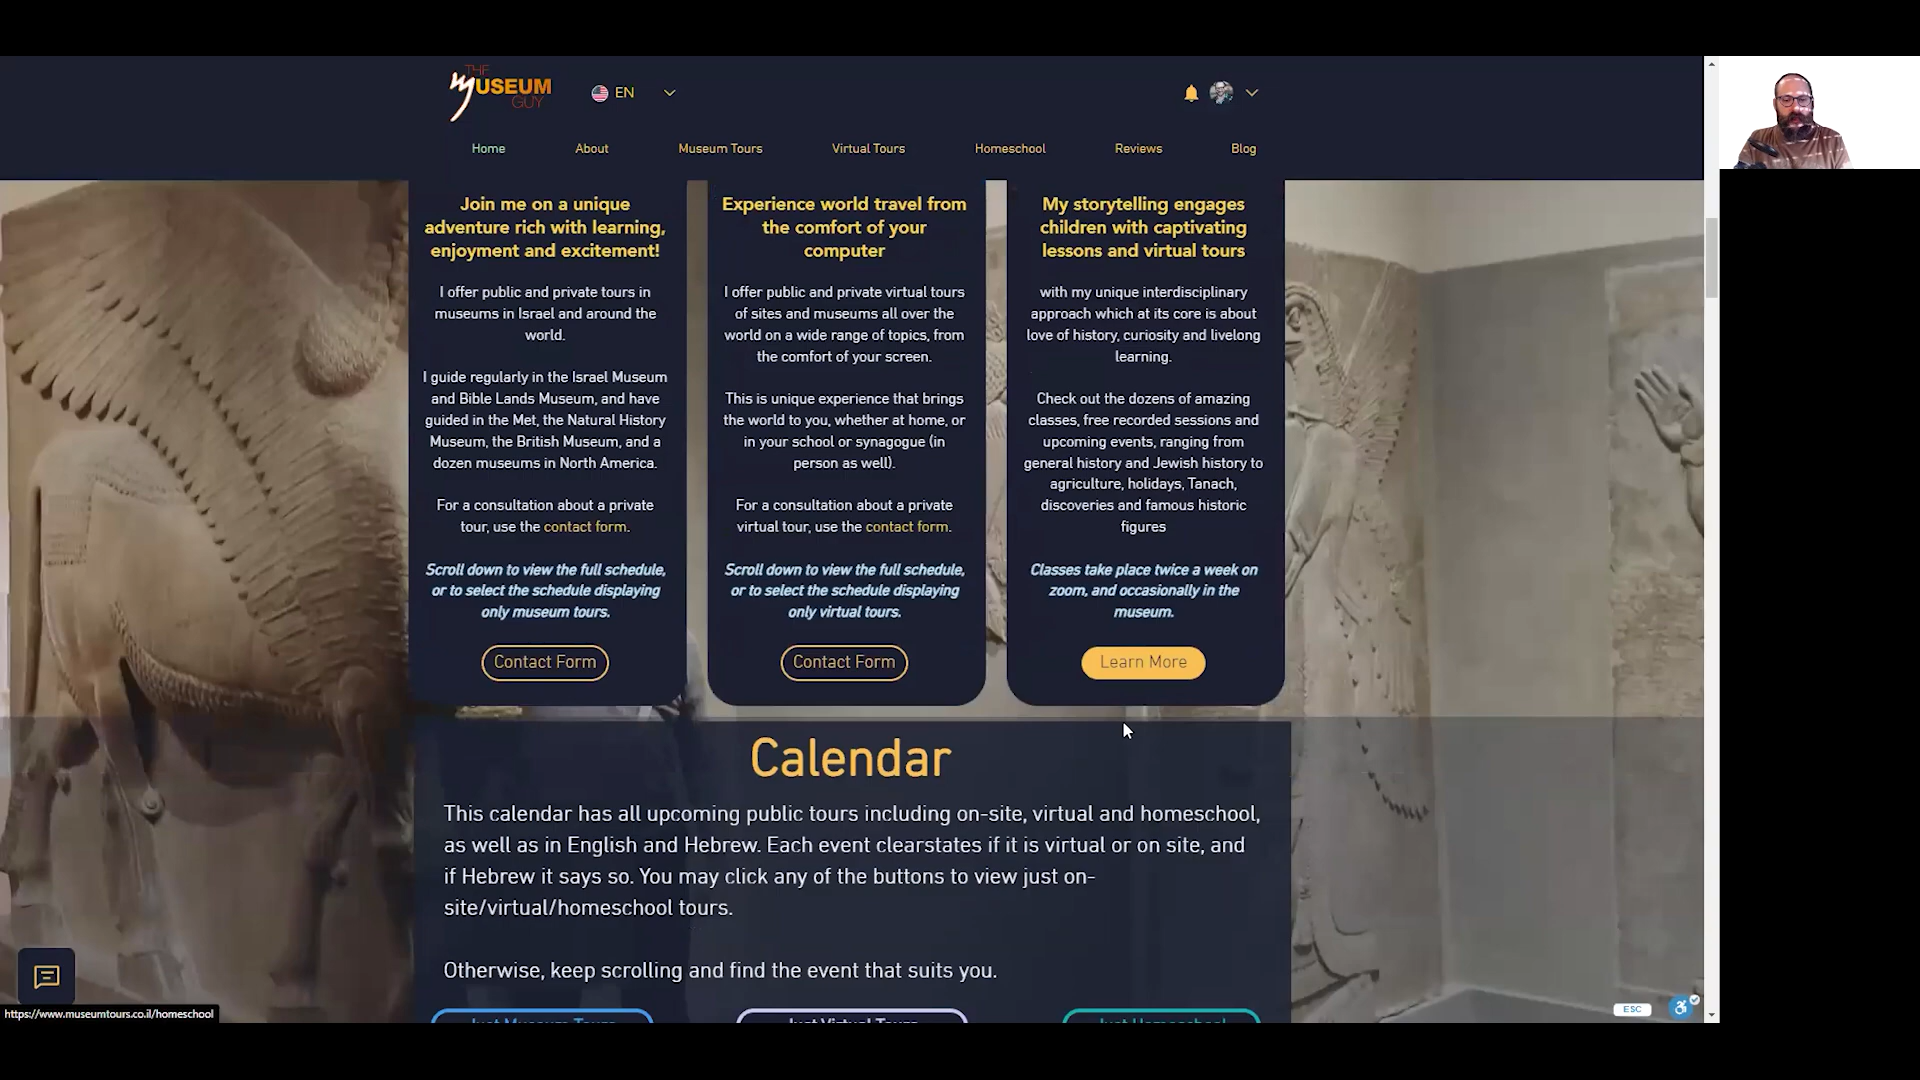 THE
MUSEUM
GUY
EN
Home
About
Museum Tours
Virtual Tours
Homeschool
Reviews
Blog
Join me on a unique
adventure rich with learning,
enjoyment and excitement!
I offer public and private tours in
museums in Israel and around the
world.
I guide regularly in the Israel Museum
and Bible Lands Museum, and have
guided in the Met, the Natural History
Museum, the British Museum, and a
dozen museums in North America.
For a consultation about a private
tour, use the contact form.
Scroll down to view the full schedule,
or to select the schedule displaying
only museum tours.
Contact Form
Experience world travel from
the comfort of your
computer
I offer public and private virtual tours
of sites and museums all over the
world on a wide range of topics, from
the comfort of your screen.
This is unique experience that brings
the world to you, whether at home, or
in your school or synagogue (in
person as well).
For a consultation about a private
virtual tour, use the contact form.
Scroll down to view the full schedule,
or to select the schedule displaying
only virtual tours.
Contact Form
My storytelling engages
children with captivating
lessons and virtual tours
with my unique interdisciplinary
approach which at its core is about
love of history, curiosity and livelong
learning.
Check out the dozens of amazing
classes, free recorded sessions and
upcoming events, ranging from
general history and Jewish history to
agriculture, holidays, Tanach,
discoveries and famous historic
figures
Classes take place twice a week on
zoom, and occasionally in the
museum.
Learn More
Calendar
This calendar has all upcoming public tours including on-site, virtual and homeschool,
as well as in English and Hebrew. Each event clearstates if it is virtual or on site, and
if Hebrew it says so. You may click any of the buttons to view just on-
site/virtual/homeschool tours.
Otherwise, keep scrolling and find the event that suits you.
Just Museum Tours
Just Virtual Tours
Just Homeschool
https://www.museumtours.co.il/homeschool
ESC